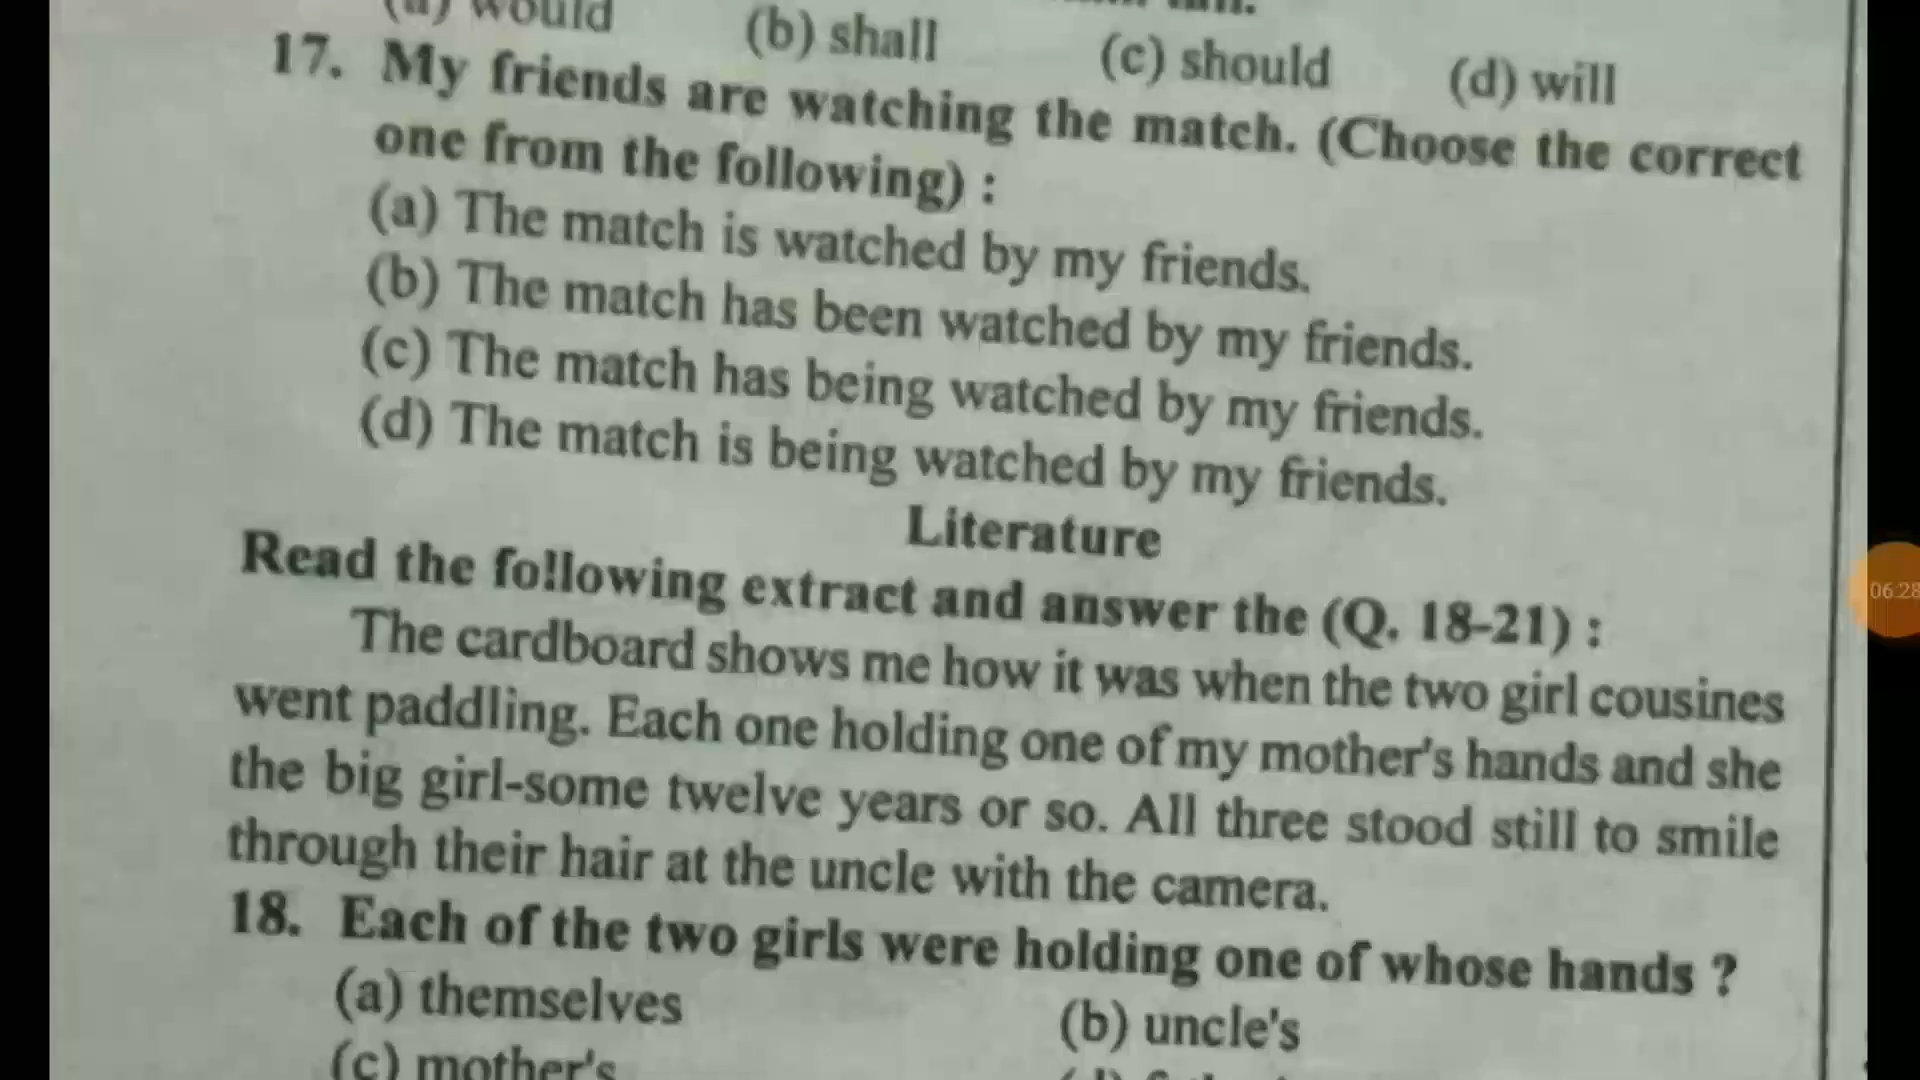 (a) would (b) shall (c) should (d) will
17. My friends are watching the match. (Choose the correct
one from the following) :
(a) The match is watched by my friends.
(b) The match has been watched by my friends.
(c) The match has being watched by my friends.
(d) The match is being watched by my friends.
Literature
Read the following extract and answer the (Q. 18-21) :
The cardboard shows me how it was when the two girl cousines
went paddling. Each one holding one of my mother's hands and she
the big girl-some twelve years or so. All three stood still to smile
through their hair at the uncle with the camera.
18. Each of the two girls were holding one of whose hands ?
(a) themselves (b) uncle's
(c) mother's
06:28